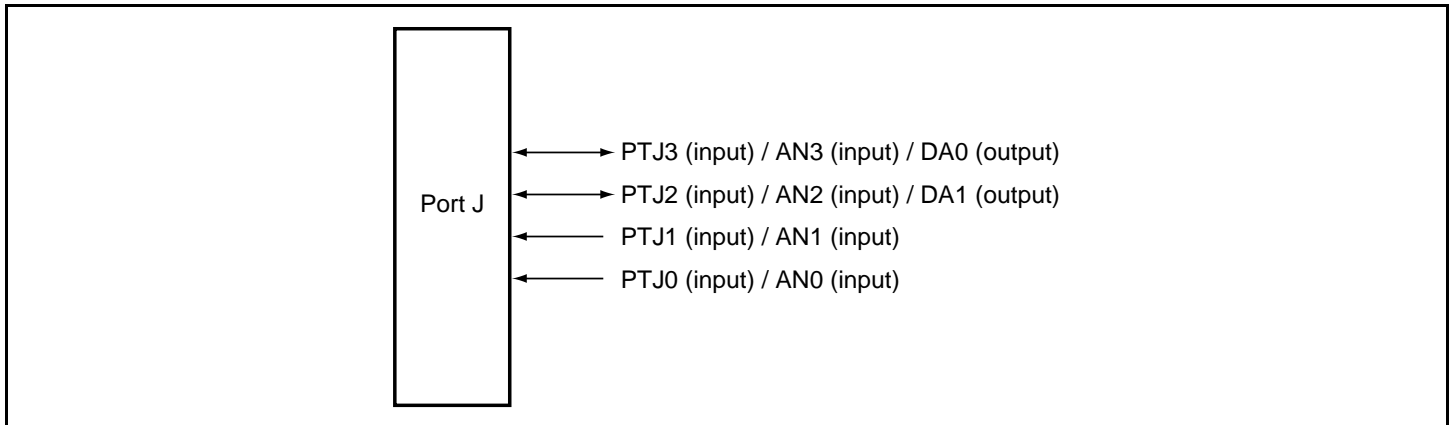 PTJ3 (input) / AN3 (input) / DA0 (output)
Port J
PTJ2 (input) / AN2 (input) / DA1 (output)
PTJ1 (input) / AN1 (input)
PTJ0 (input) / AN0 (input)